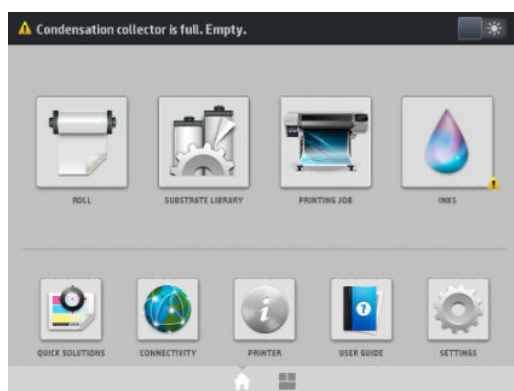 Condensation collector is full. Empty.
ROLL
SUBSTRATE LIBRARY
PRINTING JOB
INKS
QUICK SOLUTIONS
CONNECTIVITY
PRINTER
USER GUIDE
SETTINGS